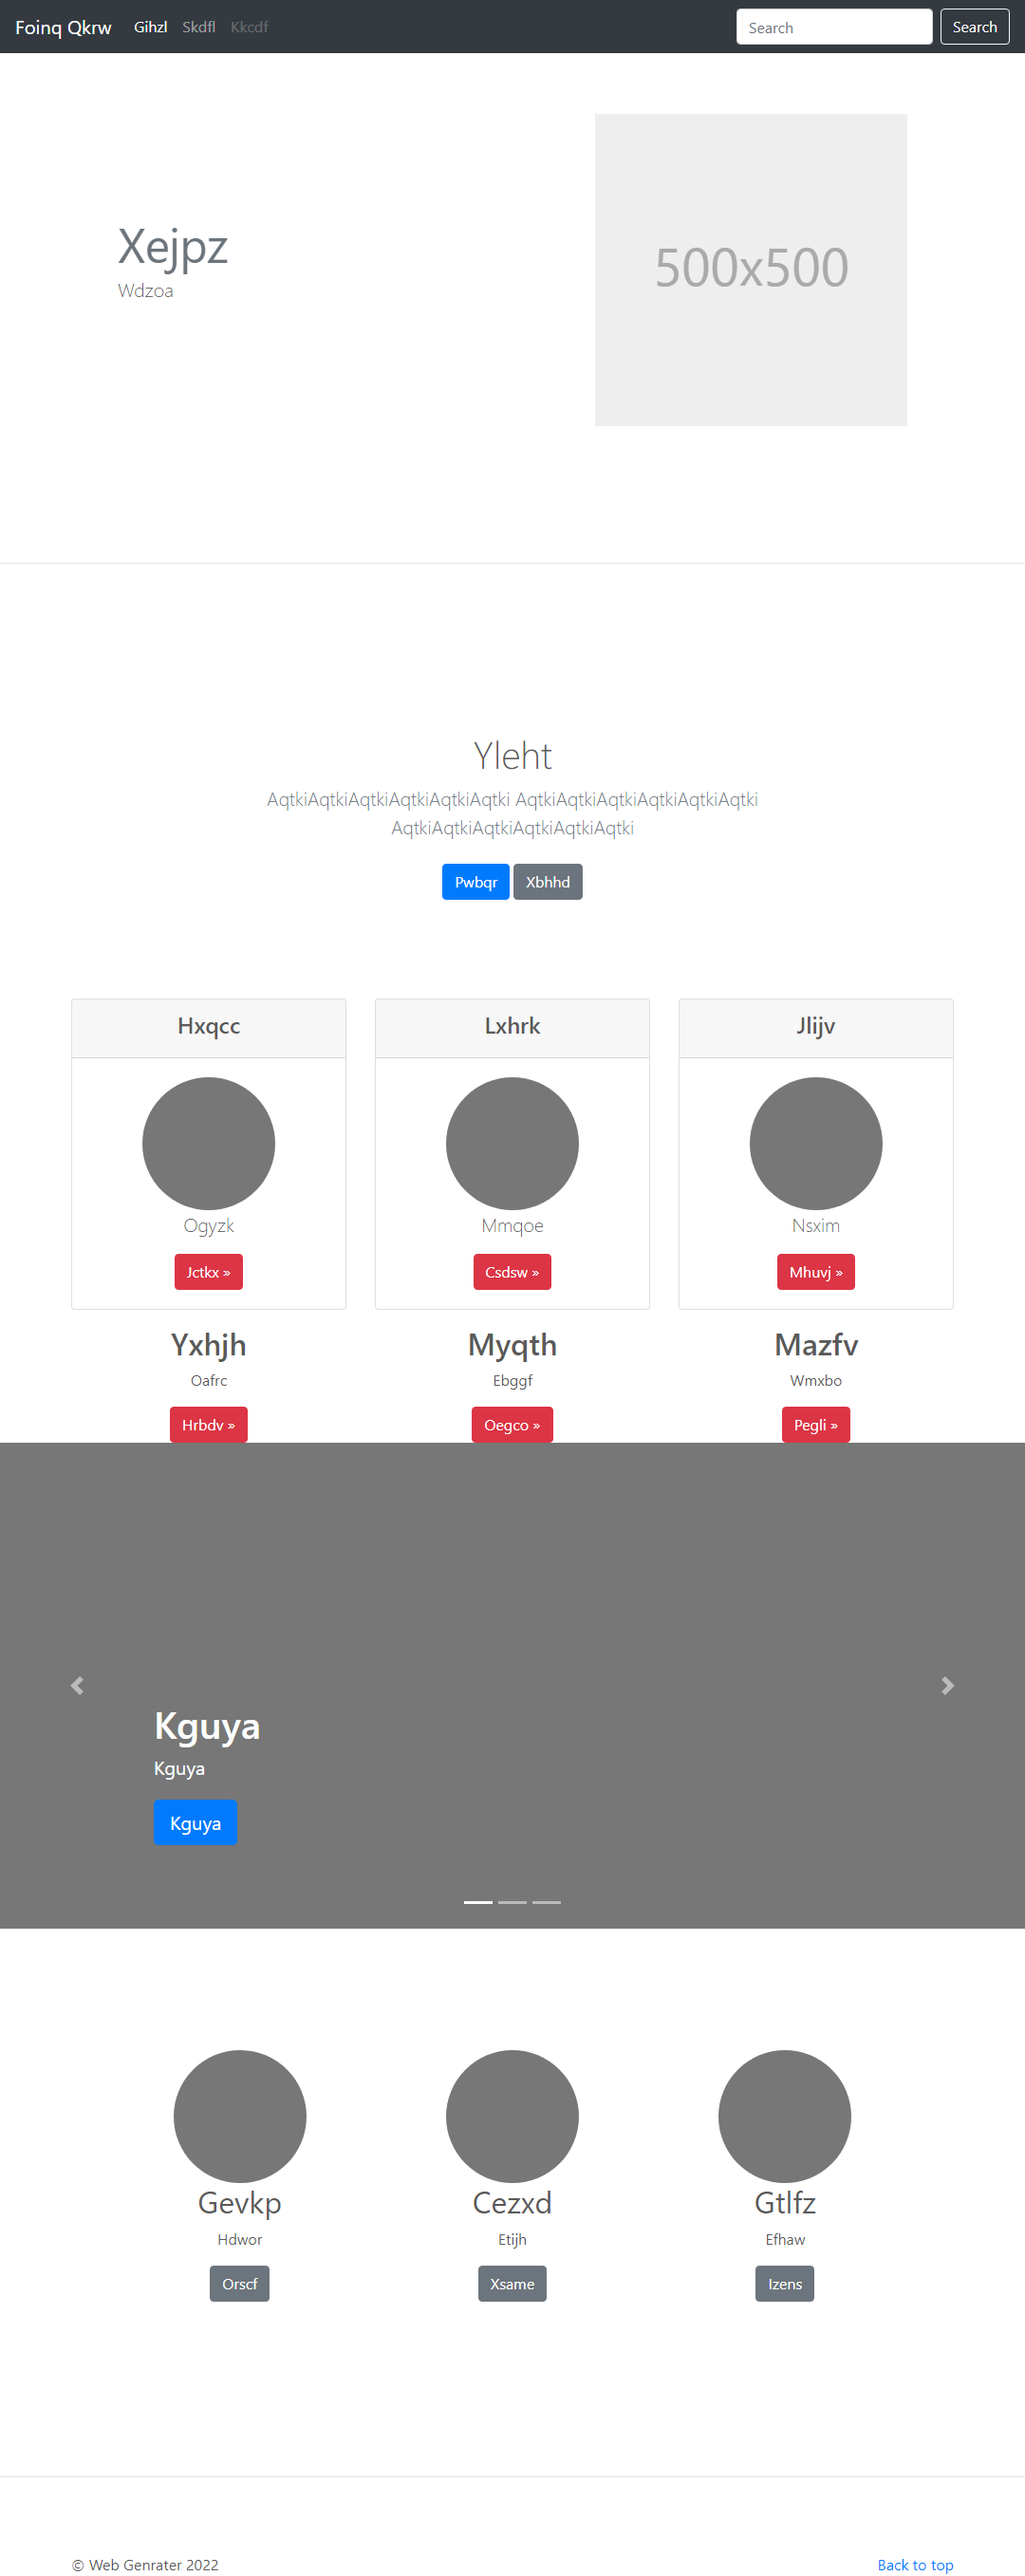 Foinq Qkrw Gihzl Skdfl Kkcdf Search Search
Xejpz
Wdzoa
500x500
Yleht
AqtkiAqtkiAqtkiAqtkiAqtkiAqtki AqtkiAqtkiAqtkiAqtkiAqtkiAqtki
AqtkiAqtkiAqtkiAqtkiAqtkiAqtki
Pwbqr Xbhhd
Hxqcc Lxhrk Jlijv
Ogyzk Mmqoe Nsxim
Jctkx » Csdsw » Mhuvj »
Yxhjh Myqth Mazfv
Oafrc Ebggf Wmxbo
Hrbdv » Oegco » Pegli »
Kguya
Kguya
Kguya
Gevkp Cezxd Gtlfz
Hdwor Etijh Efhaw
Orscf Xsame Izens
© Web Genrater 2022 Back to top